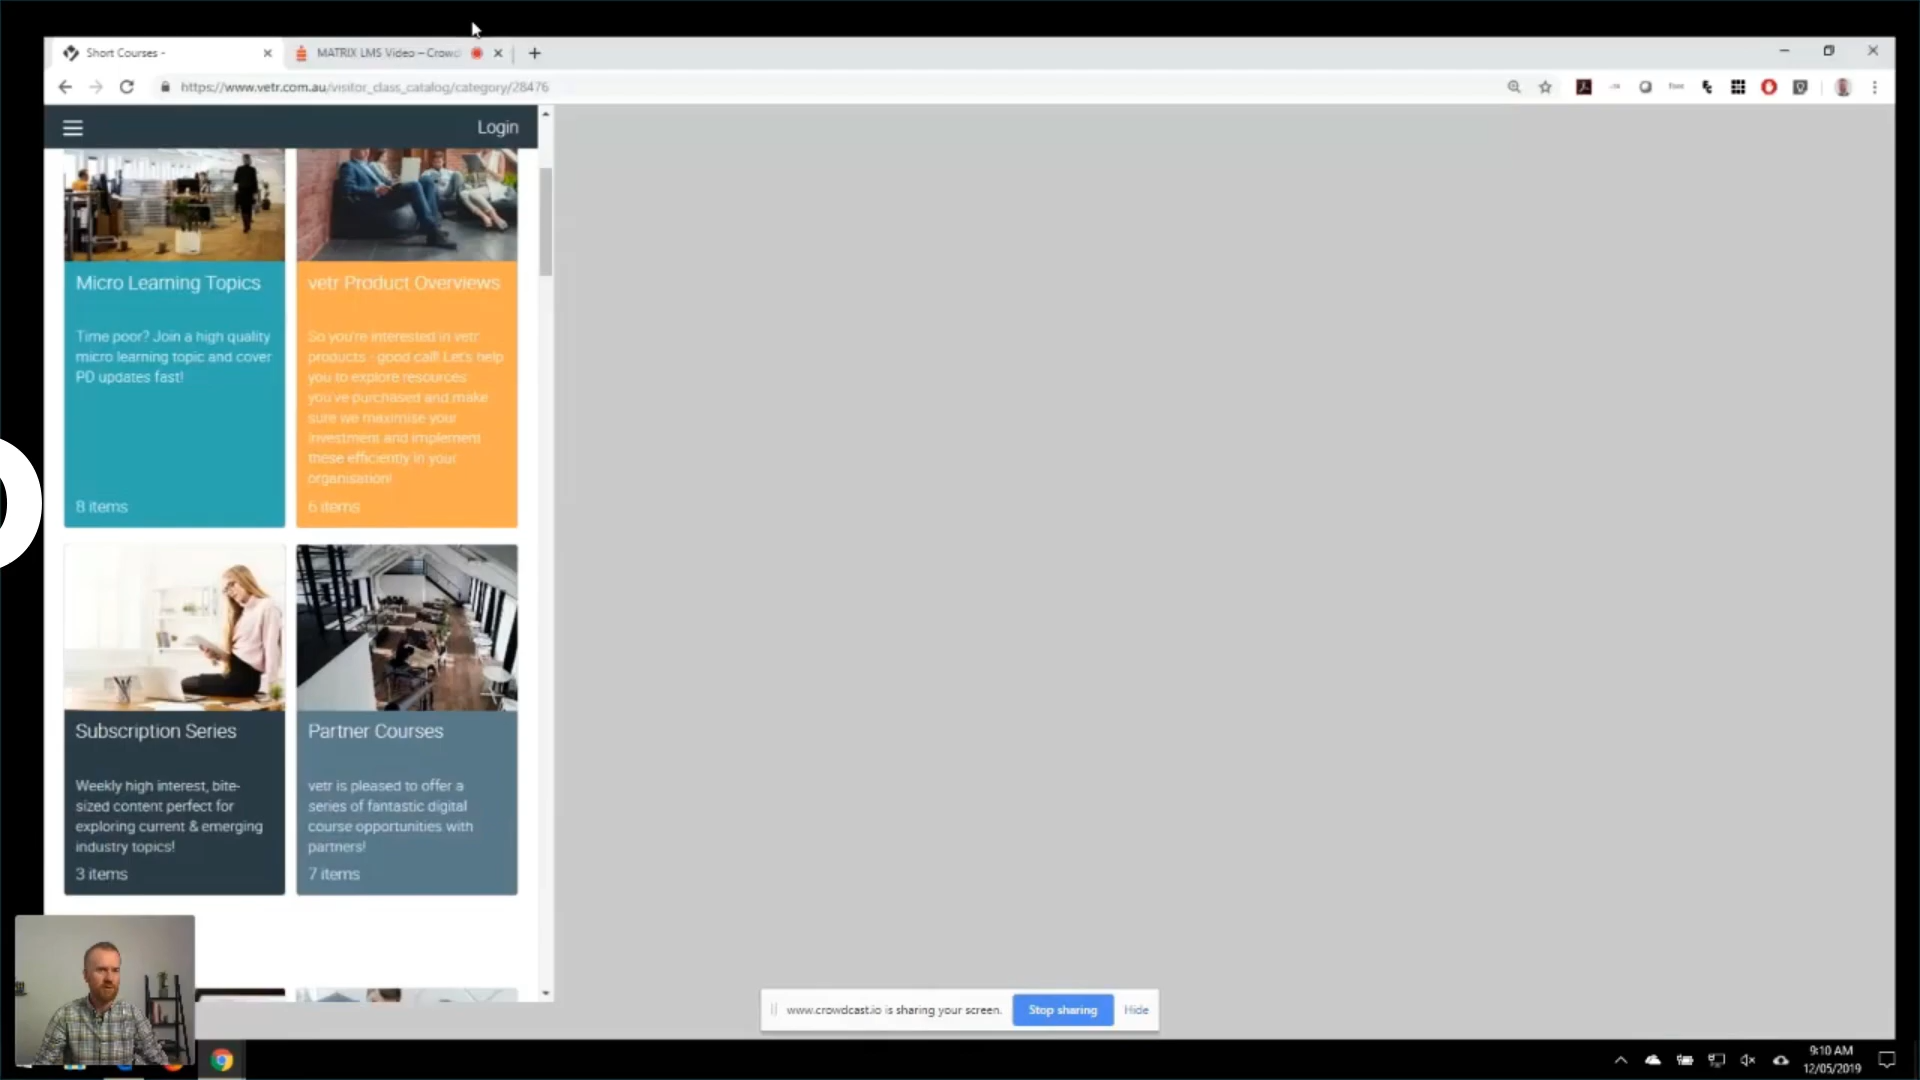 Short Courses -
MATRIX LMS Video – Crowd
https://www.vetr.com.au/visitor_class_catalog/category/28476
Login
Micro Learning Topics
Time poor? Join a high quality
micro learning topic and cover
PD updates fast!
8 items
vetr Product Overviews
So you're interested in vetr
products - good call! Let's help
you to explore resources
you've purchased and make
sure we maximise your
investment and implement
these efficiently in your
organisation!
6 items
Subscription Series
Weekly high interest, bite-
sized content perfect for
exploring current & emerging
industry topics!
3 items
Partner Courses
vetr is pleased to offer a
series of fantastic digital
course opportunities with
partners!
7 items
www.crowdcast.io is sharing your screen.
Stop sharing
Hide
9:10 AM
12/05/2019